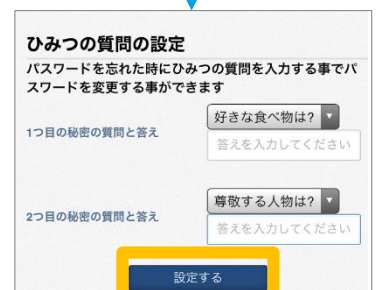 ひみつの質問の設定
パスワードを忘れた時にひみつの質問を入力する事でパ
スワードを変更する事ができます
1つ目の秘密の質問と答え
好きな食べ物は?
答えを入力してください
2つ目の秘密の質問と答え
尊敬する人物は?
答えを入力してください
設定する